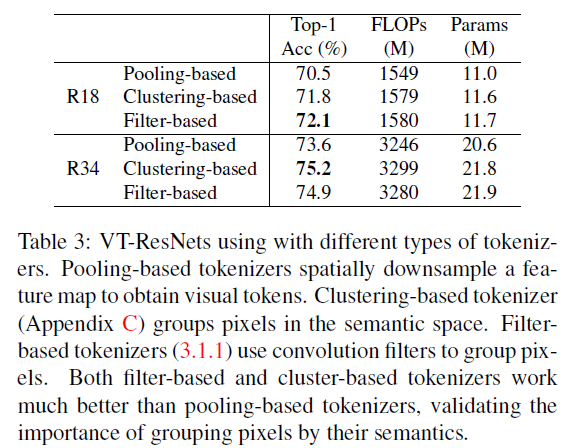 Top-1 FLOPs Params
Acc (%) (M) (M)
Pooling-based 70.5 1549 11.0
R18 Clustering-based 71.8 1579 11.6
Filter-based 72.1 1580 11.7
Pooling-based 73.6 3246 20.6
R34 Clustering-based 75.2 3299 21.8
Filter-based 74.9 3280 21.9
Table 3: VT-ResNets using with different types of tokeniz-
ers. Pooling-based tokenizers spatially downsample a fea-
ture map to obtain visual tokens. Clustering-based tokenizer
(Appendix C) groups pixels in the semantic space. Filter-
based tokenizers (3.1.1) use convolution filters to group pix-
els. Both filter-based and cluster-based tokenizers work
much better than pooling-based tokenizers, validating the
importance of grouping pixels by their semantics.